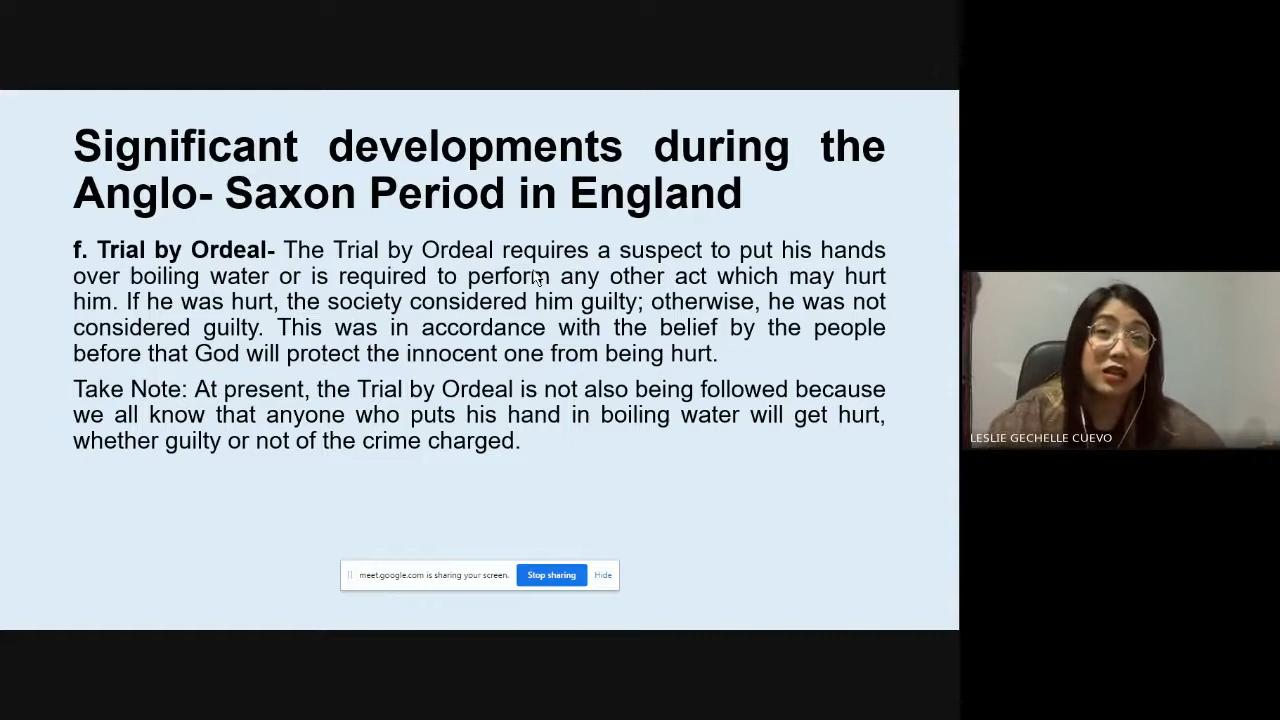 Significant developments during the
Anglo- Saxon Period in England
f. Trial by Ordeal- The Trial by Ordeal requires a suspect to put his hands
over boiling water or is required to perform any other act which may hurt
him. If he was hurt, the society considered him guilty; otherwise, he was not
considered guilty. This was in accordance with the belief by the people
before that God will protect the innocent one from being hurt.
Take Note: At present, the Trial by Ordeal is not also being followed because
we all know that anyone who puts his hand in boiling water will get hurt,
whether guilty or not of the crime charged.
meet.google.com is sharing your screen. Stop sharing Hide
LESLIE GECHELLE CUEVO